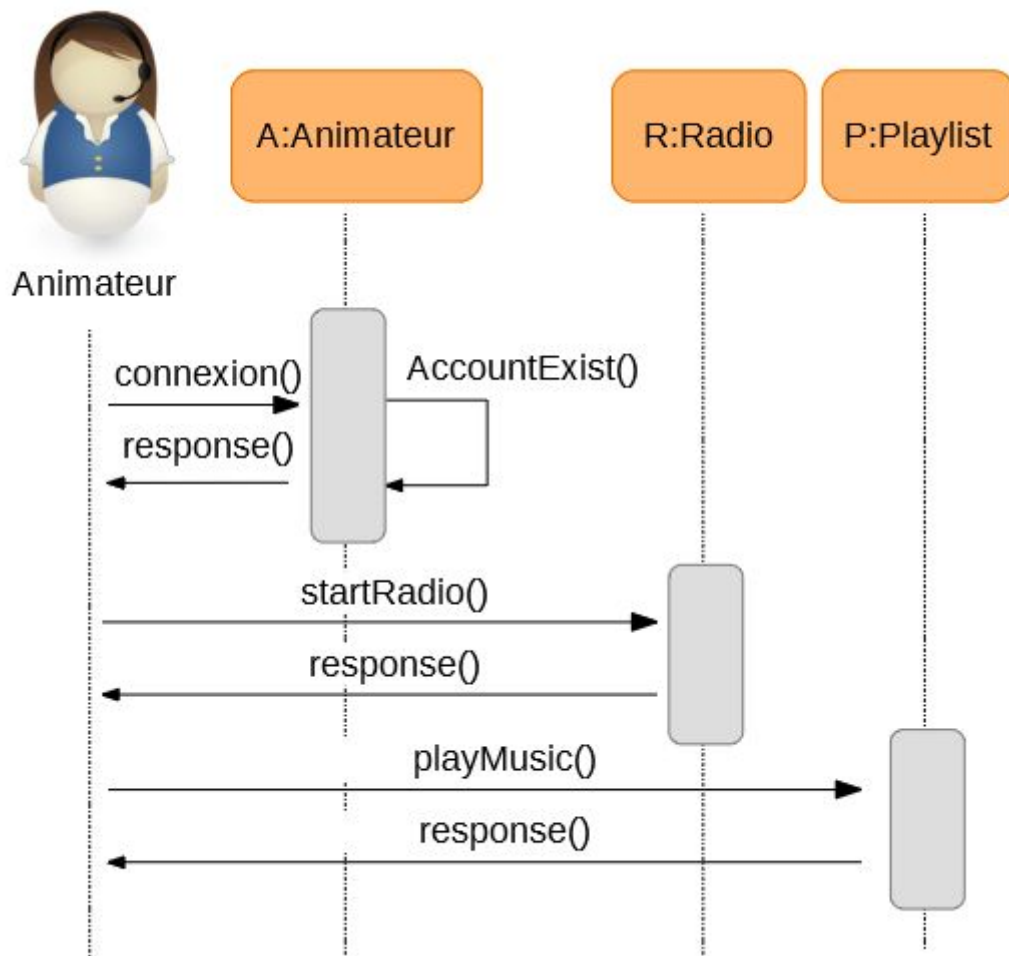 A:Animateur
R:Radio
P:Playlist
Animateur
connexion()
AccountExist()
response()
startRadio()
response()
playMusic()
response()